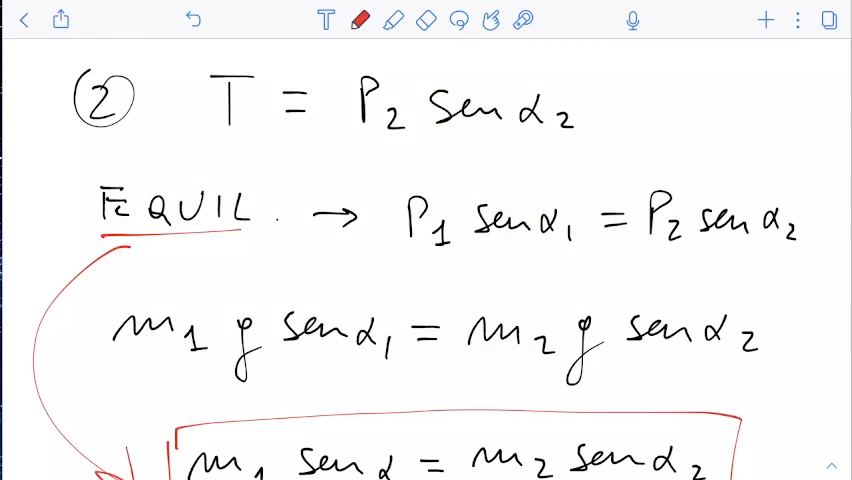 ② T = P₂ sen α₂
EQUIL. → P₁ sen α₁ = P₂ sen α₂
m₁ g sen α₁ = m₂ g sen α₂
m₁ sen α = m₂ sen α₂